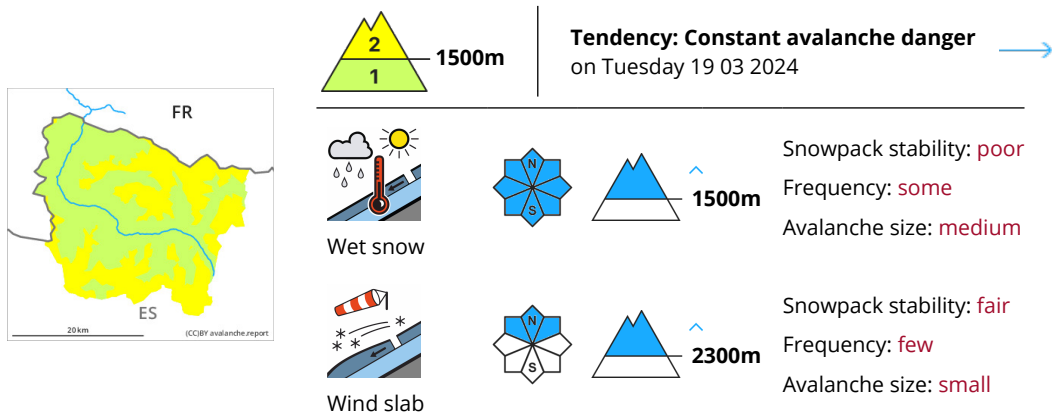 2
1
1500m
Tendency: Constant avalanche danger
on Tuesday 19 03 2024
FR
ES
20 km
(CC)BY avalanche.report
Wet snow
N
S
1500m
Snowpack stability: poor
Frequency: some
Avalanche size: medium
Wind slab
N
S
2300m
Snowpack stability: fair
Frequency: few
Avalanche size: small